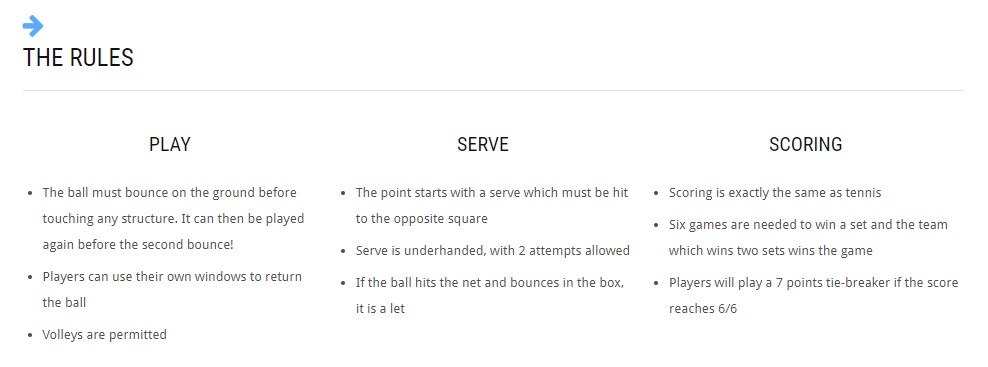 THE RULES
PLAY
The ball must bounce on the ground before
touching any structure. It can then be played
again before the second bounce!
Players can use their own windows to return
the ball
Volleys are permitted
SERVE
The point starts with a serve which must be hit
to the opposite square
Serve is underhanded, with 2 attempts allowed
If the ball hits the net and bounces in the box,
it is a let
SCORING
Scoring is exactly the same as tennis
Six games are needed to win a set and the team
which wins two sets wins the game
Players will play a 7 points tie-breaker if the score
reaches 6/6